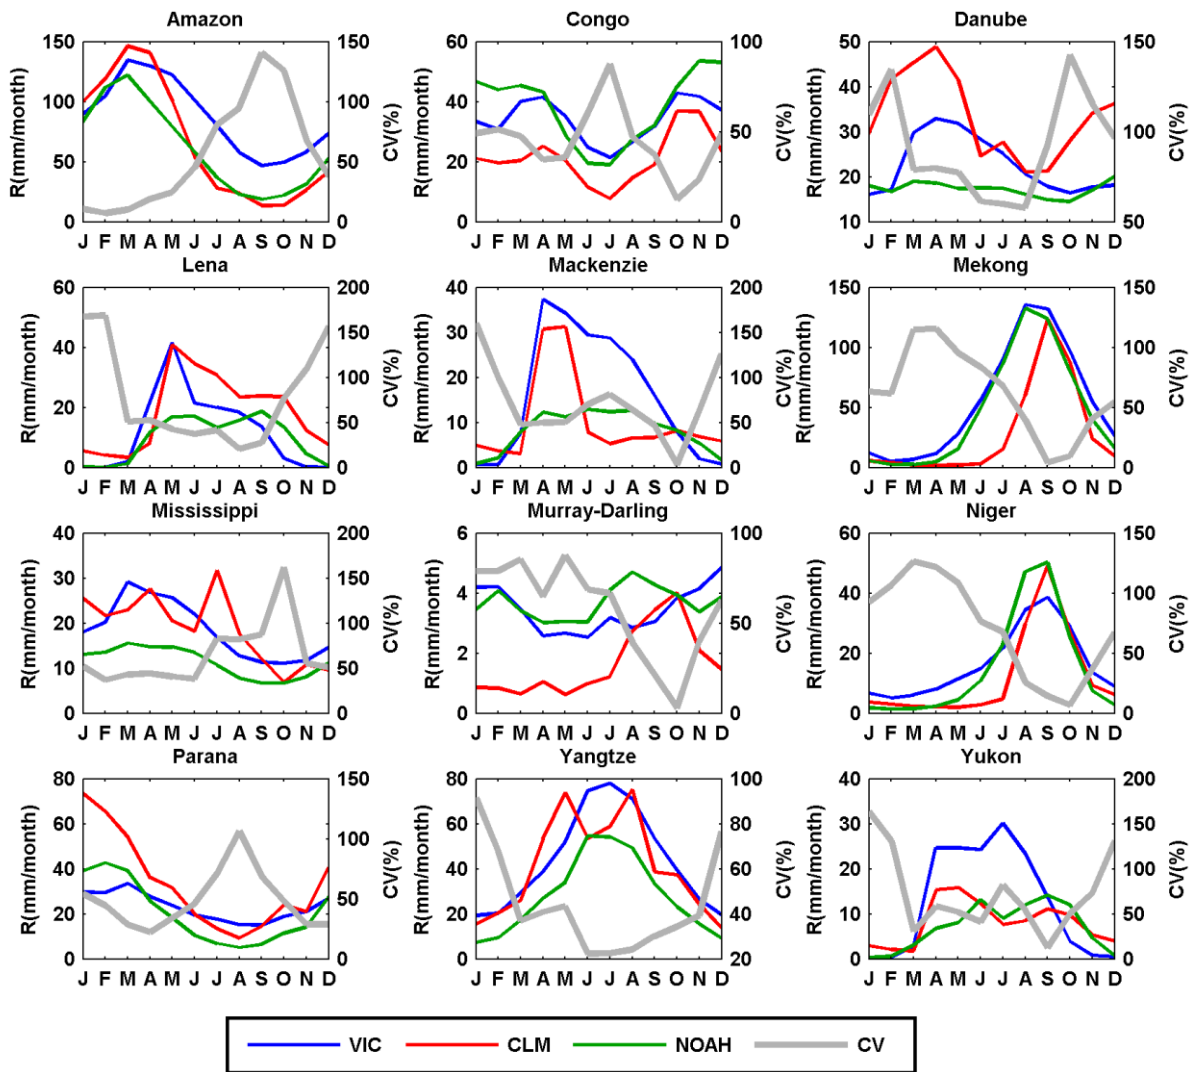 Amazon Congo Danube
150 150 60 100 50 150
100 100 40 40 100
50 50 20 50 30 20
0 0 0 0 10 50
R(mm/month) CV(%) R(mm/month) CV(%) R(mm/month) CV(%)
J F M A M J J A S O N D J F M A M J J A S O N D J F M A M J J A S O N D
Lena Mackenzie Mekong
60 200 40 200 150 200
40 150 30 150 100 150
20 100 20 100 50 100
50 10 50 50
0 0 0 0 0 0
R(mm/month) CV(%) R(mm/month) CV(%) R(mm/month) CV(%)
J F M A M J J A S O N D J F M A M J J A S O N D J F M A M J J A S O N D
Mississippi Murray-Darling Niger
40 200 6 100 60 150
30 150 4 40 100
20 100 2 50 20 50
10 50
0 0 0 0 0 0
R(mm/month) CV(%) R(mm/month) CV(%) R(mm/month) CV(%)
J F M A M J J A S O N D J F M A M J J A S O N D J F M A M J J A S O N D
Parana Yangtze Yukon
80 150 80 100 40 200
60 100 60 80 30 150
40 40 60 20 100
20 50 20 40 10 50
0 0 0 20 0 0
R(mm/month) CV(%) R(mm/month) CV(%) R(mm/month) CV(%)
J F M A M J J A S O N D J F M A M J J A S O N D J F M A M J J A S O N D
VIC CLM NOAH CV